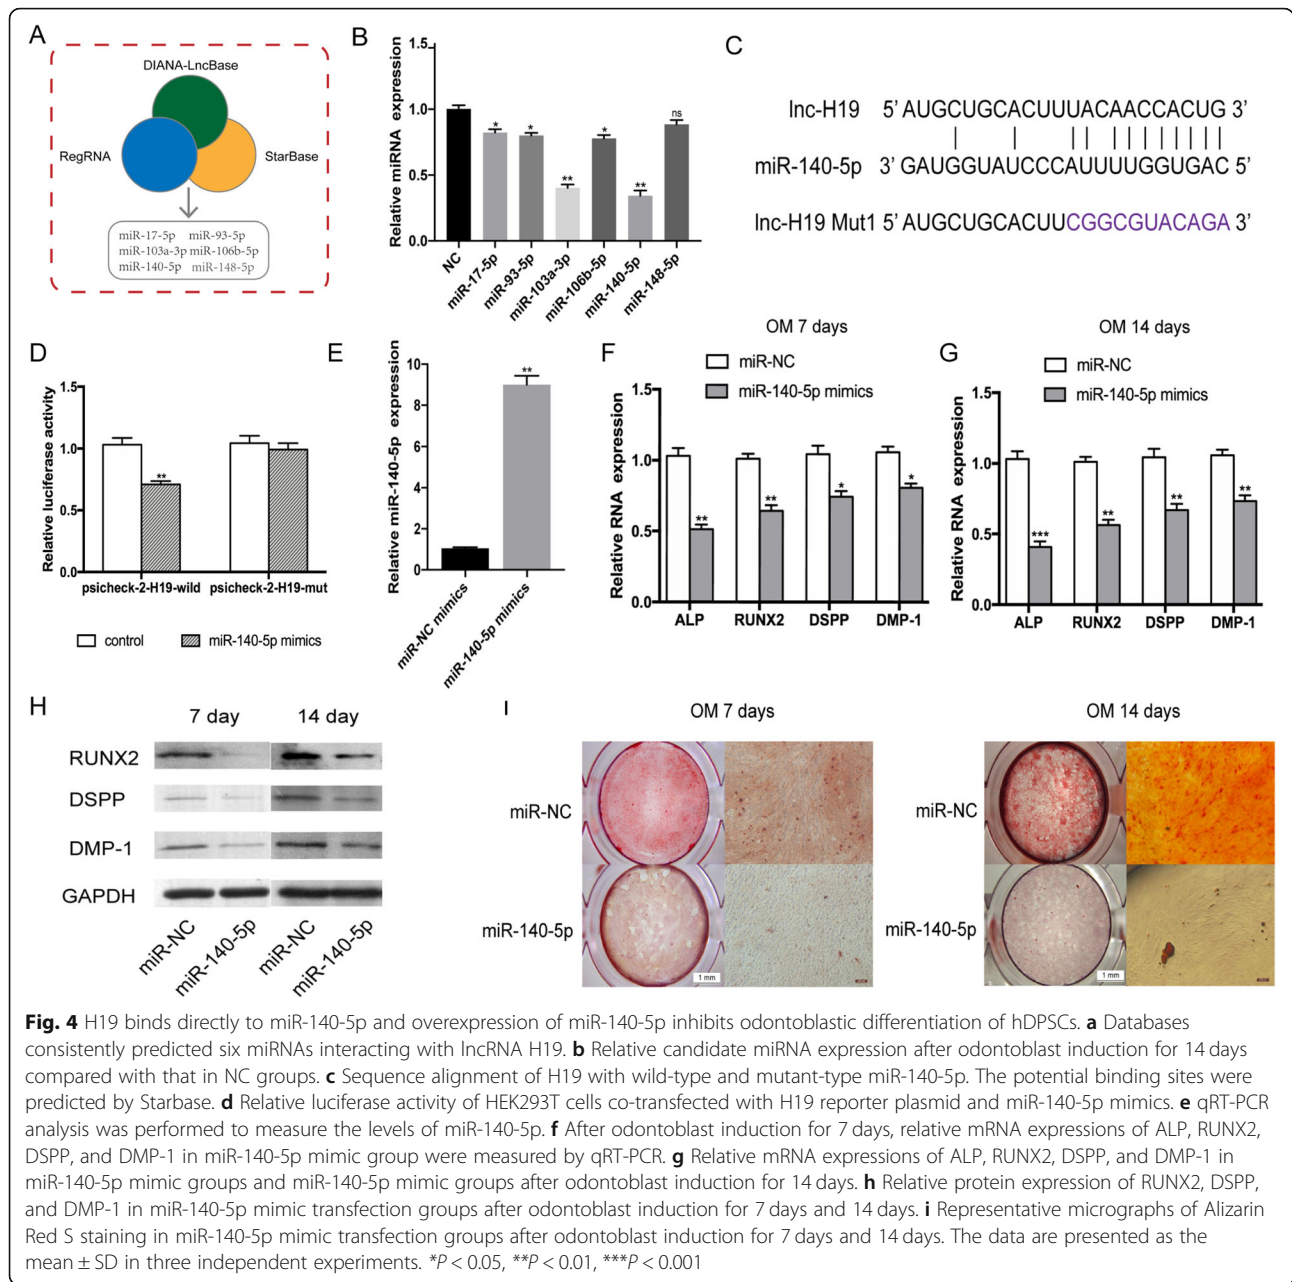 A
DIANA-LncBase
RegRNA
StarBase
miR-17-5p miR-93-5p
miR-103a-3p miR-106b-5p
miR-140-5p miR-148-5p
B
Relative miRNA expression
1.5
1.0
0.5
0.0
* * ** * ** ns
NC
miR-17-5p
miR-93-5p
miR-103a-3p
miR-106b-5p
miR-140-5p
miR-148-5p
C
lnc-H19 5' AUGCUGCACUUUACAACCACUG 3'
miR-140-5p 3' GAUGGUAUCCCAUUUUGGUGAC 5'
lnc-H19 Mut1 5' AUGCUGCACUUCGGCGUACAGA 3'
D
Relative luciferase activity
1.5
1.0
0.5
0.0
**
psicheck-2-H19-wild psicheck-2-H19-mut
control miR-140-5p mimics
E
Relative miR-140-5p expression
10
8
6
4
2
0
**
miR-NC mimics
miR-140-5p mimics
F
OM 7 days
miR-NC
miR-140-5p mimics
Relative RNA expression
1.5
1.0
0.5
0.0
** ** * *
ALP RUNX2 DSPP DMP-1
G
OM 14 days
miR-NC
miR-140-5p mimics
Relative RNA expression
1.5
1.0
0.5
0.0
*** ** ** **
ALP RUNX2 DSPP DMP-1
H
7 day 14 day
RUNX2
DSPP
DMP-1
GAPDH
miR-NC
miR-140-5p
miR-NC
miR-140-5p
I
OM 7 days
miR-NC
miR-140-5p
1 mm
OM 14 days
miR-NC
miR-140-5p
1 mm
Fig. 4 H19 binds directly to miR-140-5p and overexpression of miR-140-5p inhibits odontoblastic differentiation of hDPSCs. a Databases
consistently predicted six miRNAs interacting with lncRNA H19. b Relative candidate miRNA expression after odontoblast induction for 14 days
compared with that in NC groups. c Sequence alignment of H19 with wild-type and mutant-type miR-140-5p. The potential binding sites were
predicted by Starbase. d Relative luciferase activity of HEK293T cells co-transfected with H19 reporter plasmid and miR-140-5p mimics. e qRT-PCR
analysis was performed to measure the levels of miR-140-5p. f After odontoblast induction for 7 days, relative mRNA expressions of ALP, RUNX2,
DSPP, and DMP-1 in miR-140-5p mimic group were measured by qRT-PCR. g Relative mRNA expressions of ALP, RUNX2, DSPP, and DMP-1 in
miR-140-5p mimic groups and miR-140-5p mimic groups after odontoblast induction for 14 days. h Relative protein expression of RUNX2, DSPP,
and DMP-1 in miR-140-5p mimic transfection groups after odontoblast induction for 7 days and 14 days. i Representative micrographs of Alizarin
Red S staining in miR-140-5p mimic transfection groups after odontoblast induction for 7 days and 14 days. The data are presented as the
mean ± SD in three independent experiments. *P < 0.05, **P < 0.01, ***P < 0.001